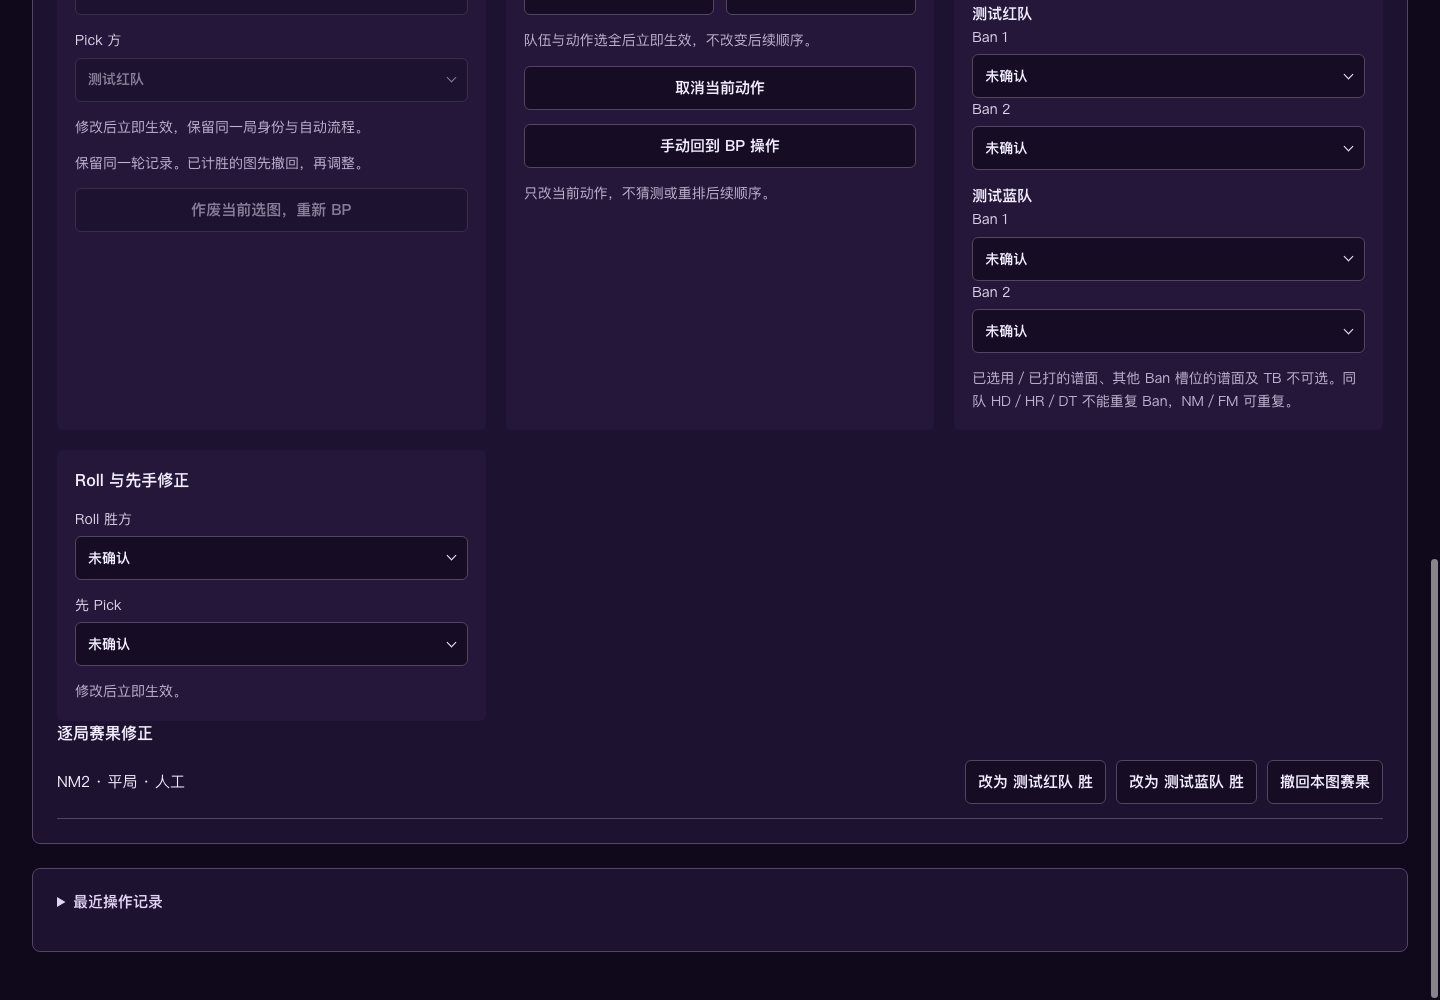 Pick 方
测试红队
修改后立即生效，保留同一局身份与自动流程。
保留同一轮记录。已计胜的图先撤回，再调整。
作废当前选图，重新 BP
队伍与动作选全后立即生效，不改变后续顺序。
取消当前动作
手动回到 BP 操作
只改当前动作，不猜测或重排后续顺序。
测试红队
Ban 1
未确认
Ban 2
未确认
测试蓝队
Ban 1
未确认
Ban 2
未确认
已选用 / 已打的谱面、其他 Ban 槽位的谱面及 TB 不可选。同
队 HD / HR / DT 不能重复 Ban，NM / FM 可重复。
Roll 与先手修正
Roll 胜方
未确认
先 Pick
未确认
修改后立即生效。
逐局赛果修正
NM2 · 平局 · 人工
改为 测试红队 胜
改为 测试蓝队 胜
撤回本图赛果
最近操作记录